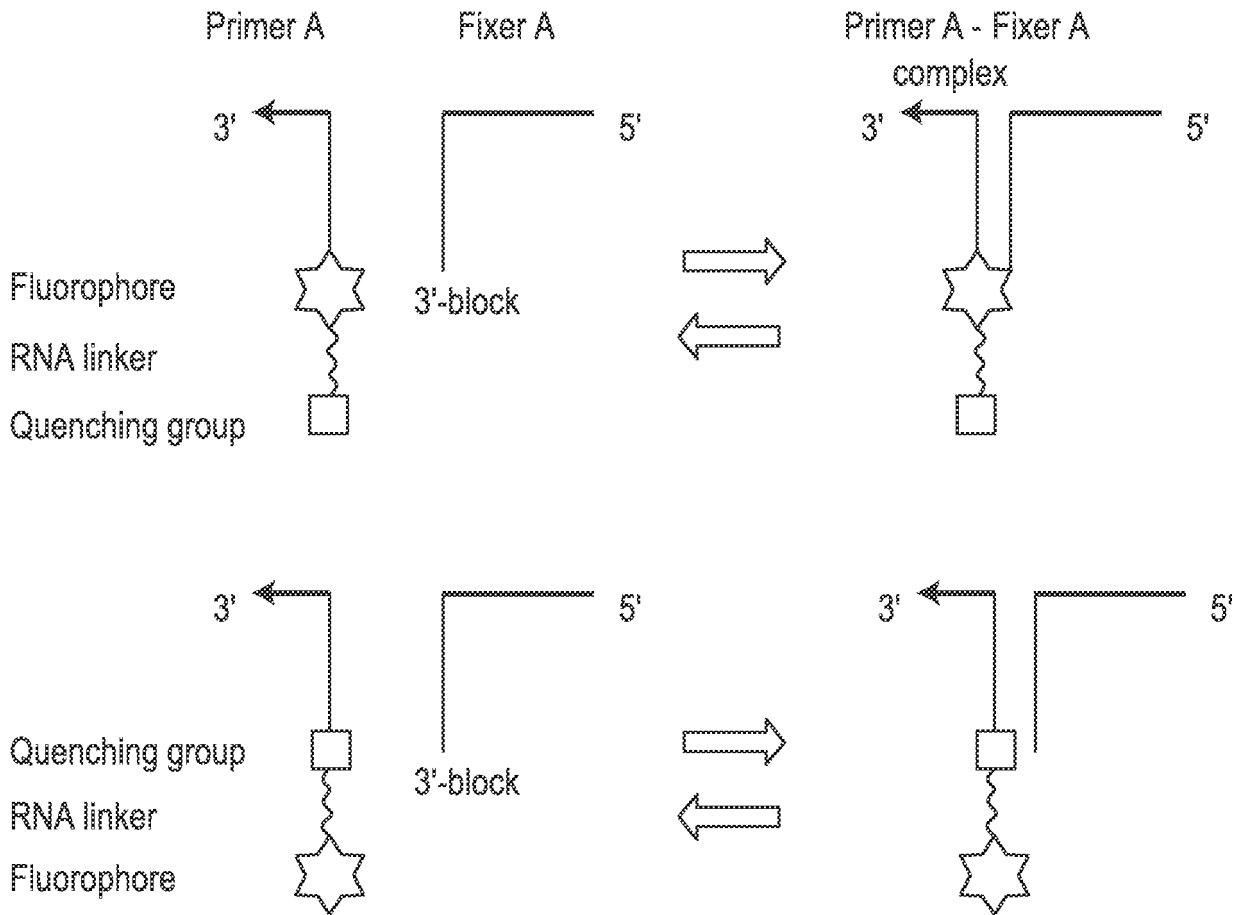 Primer A Fixer A Primer A - Fixer A
complex
3' 5' 3' 5'
Fluorophore
3'-block
RNA linker
Quenching group
3' 5' 3' 5'
Quenching group
3'-block
RNA linker
Fluorophore